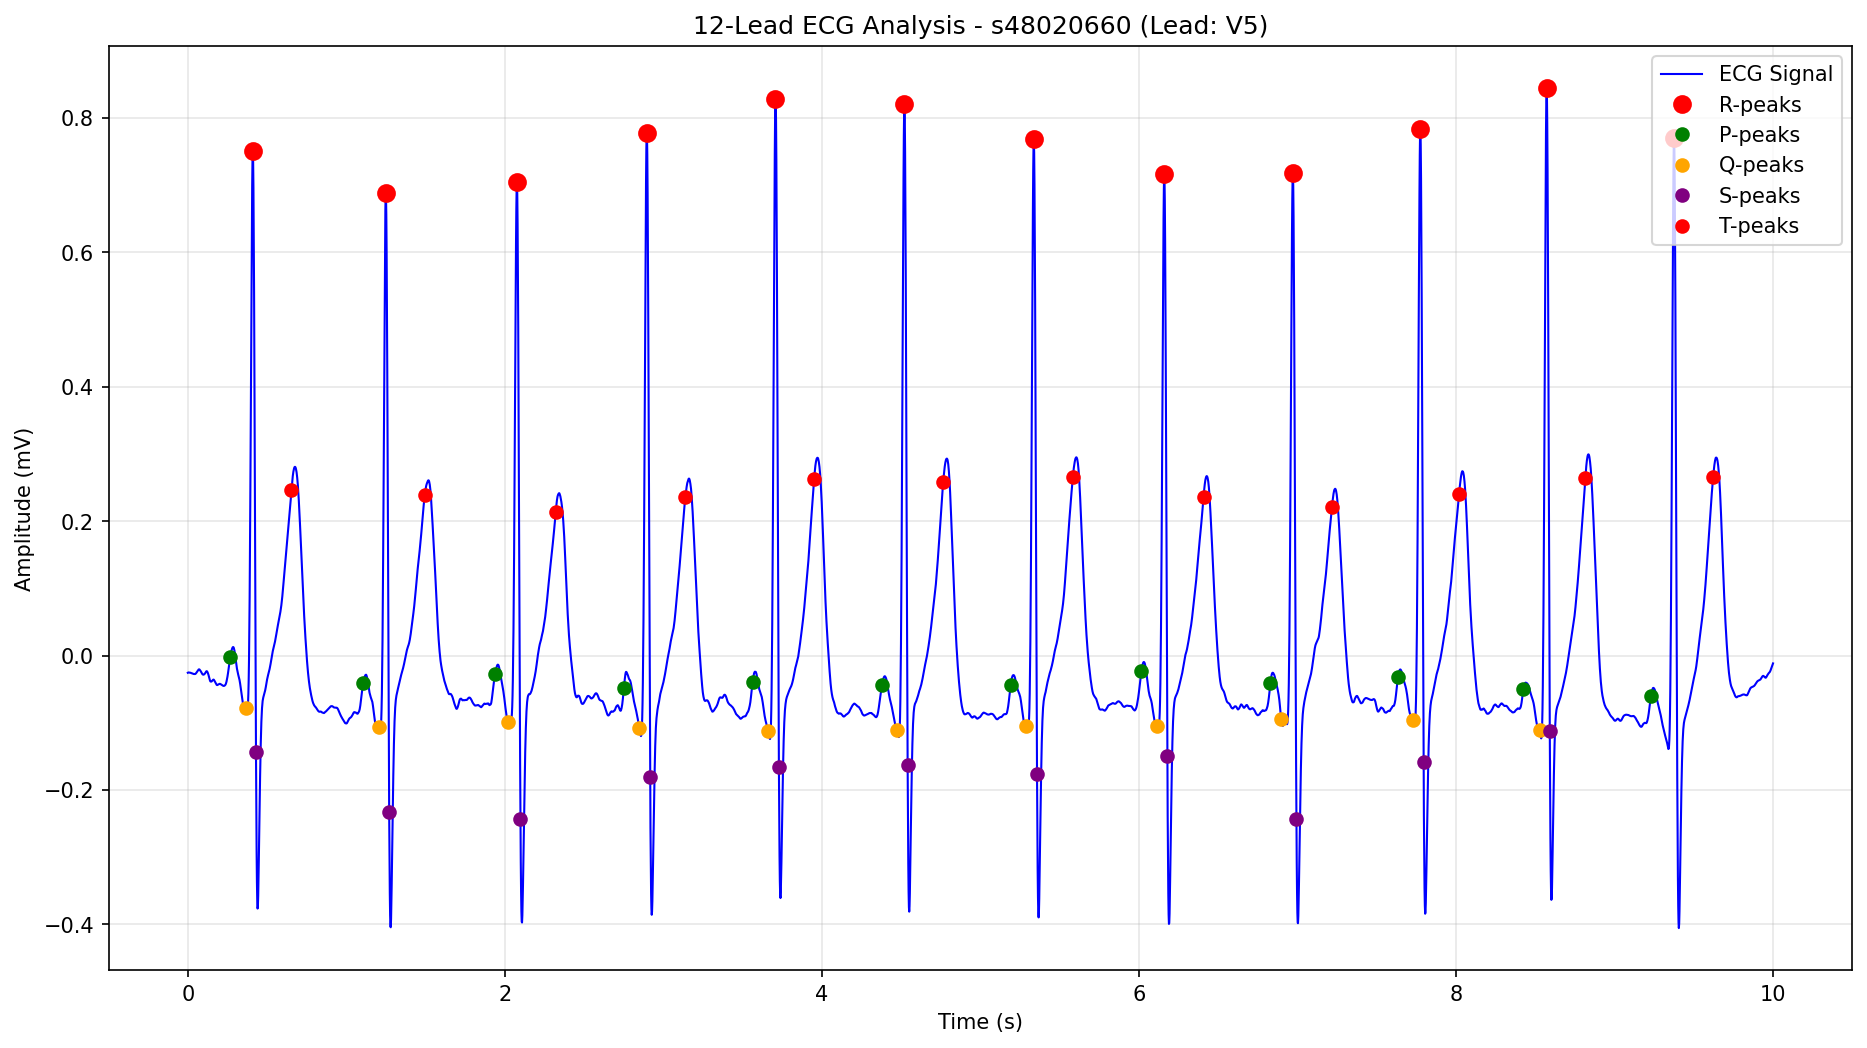 12-Lead ECG Analysis - s48020660 (Lead: V5)
ECG Signal
R-peaks
P-peaks
Q-peaks
S-peaks
T-peaks
Amplitude (mV)
0.8
0.6
0.4
0.2
0.0
−0.2
−0.4
0 2 4 6 8 10
Time (s)